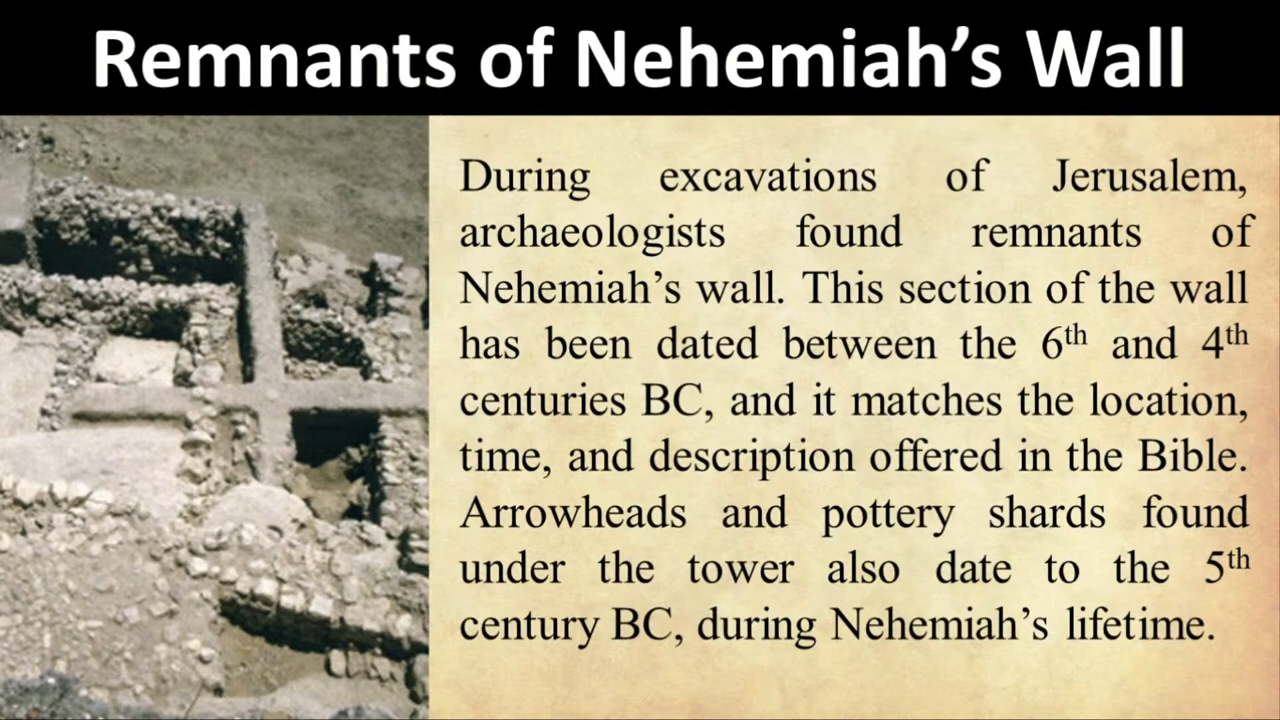 Remnants of Nehemiah’s Wall
During excavations of Jerusalem,
archaeologists found remnants of
Nehemiah’s wall. This section of the wall
has been dated between the 6th and 4th
centuries BC, and it matches the location,
time, and description offered in the Bible.
Arrowheads and pottery shards found
under the tower also date to the 5th
century BC, during Nehemiah’s lifetime.